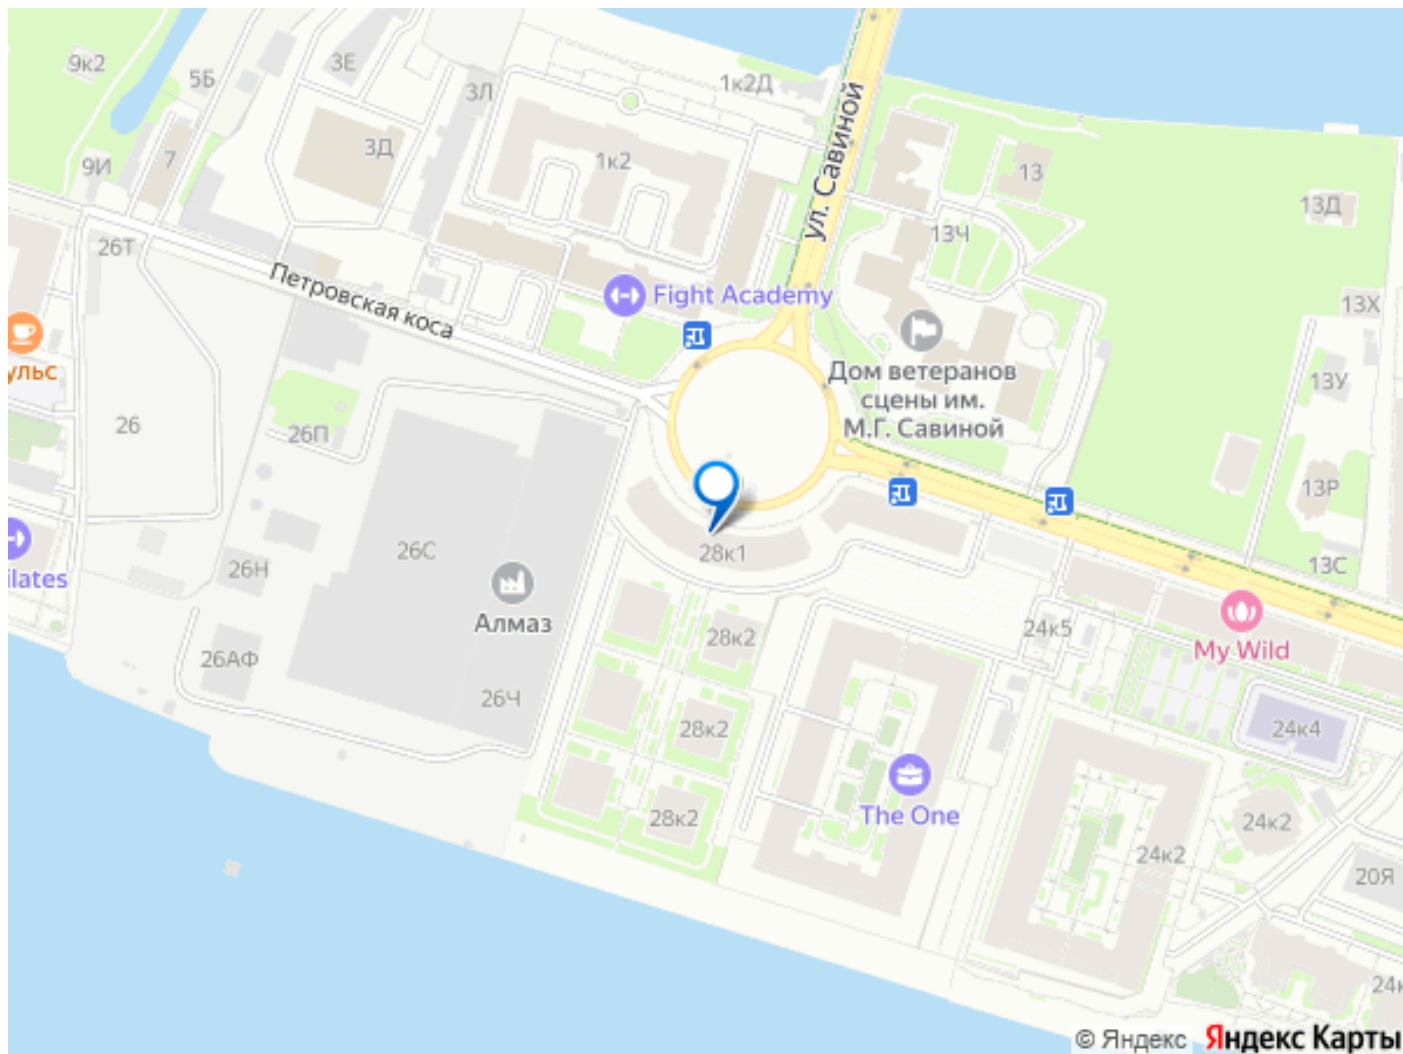 9к2
3Е
5Б
3Л
1к2Д
ул. Савиной
7
9И
3Д
1к2
13
13Д
26Т
13Ч
Петровская коса
Fight Academy
13Х
ульс
Дом ветеранов
сцены им.
М.Г. Савиной
13У
26
26П
13Р
26С
28к1
26Н
13С
ilates
Алмаз
28к2
24к5
My Wild
26АФ
26Ч
28к2
24к4
The One
28к2
24к2
24к2
20Я
24к
© Яндекс Яндекс Карты